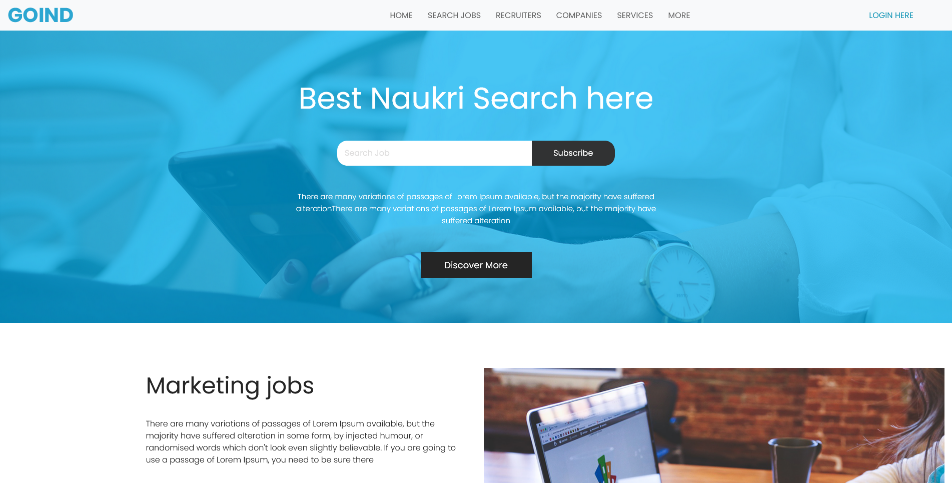 GOIND
HOME SEARCH JOBS RECRUITERS COMPANIES SERVICES MORE LOGIN HERE
Best Naukri Search here
Search Job
Subscribe
There are many variations of passages of Lorem Ipsum available, but the majority have suffered
alterationThere are many variations of passages of Lorem Ipsum available, but the majority have
suffered alteration
Discover More
Marketing jobs
There are many variations of passages of Lorem Ipsum available, but the
majority have suffered alteration in some form, by injected humour, or
randomised words which don't look even slightly believable. If you are going to
use a passage of Lorem Ipsum, you need to be sure there